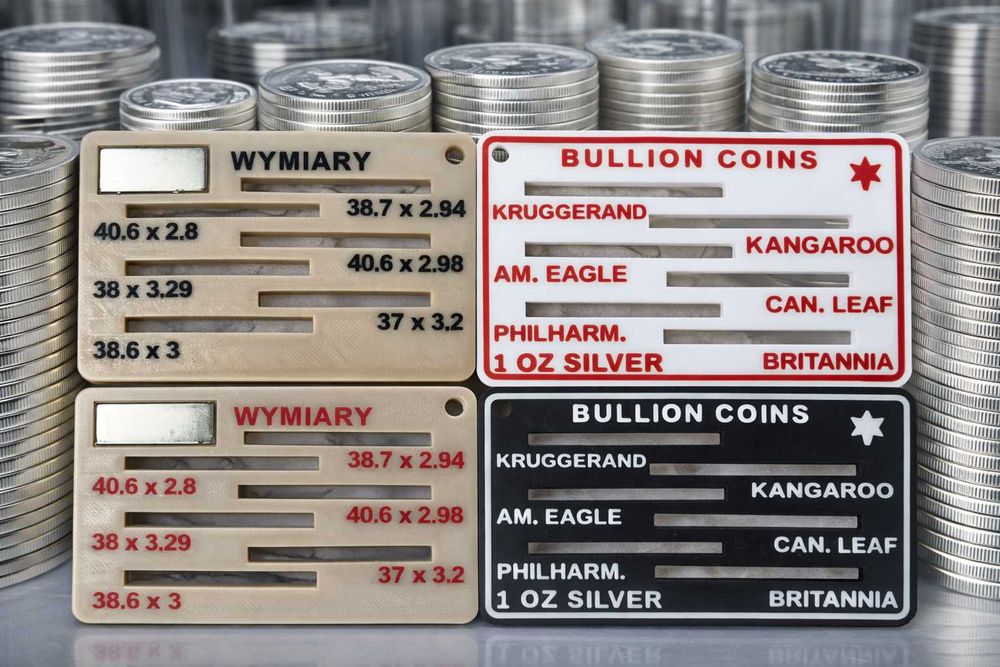 WYMIARY
38.7 x 2.94
40.6 x 2.8
40.6 x 2.98
38 x 3,29
37 x 3.2
38.6 x 3
BULLION COINS
KRUGGERAND
KANGAROO
AM. EAGLE
CAN. LEAF
PHILHARM.
1 OZ SILVER BRITANNIA
WYMIARY
38.7 x 2.94
40.6 x 2.8
40.6 x 2.98
38 x 3,29
37 x 3.2
38.6 x 3
BULLION COINS
KRUGGERAND
KANGAROO
AM. EAGLE
CAN. LEAF
PHILHARM.
1 OZ SILVER BRITANNIA